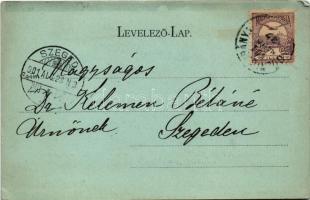 LEVELEZŐ-LAP.
SZEGED
Nagyságos
Dr Kelemen Béláné
Úrnőnek
Szegeden